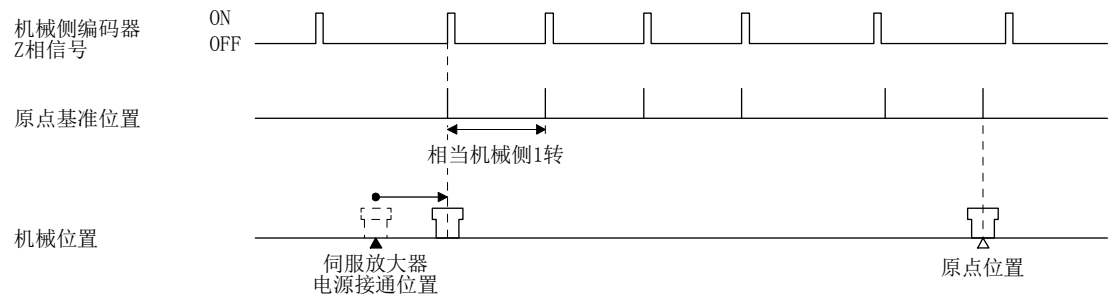 机械侧编码器
Z相信号
ON
OFF
原点基准位置
相当机械侧1转
机械位置
伺服放大器
电源接通位置
原点位置